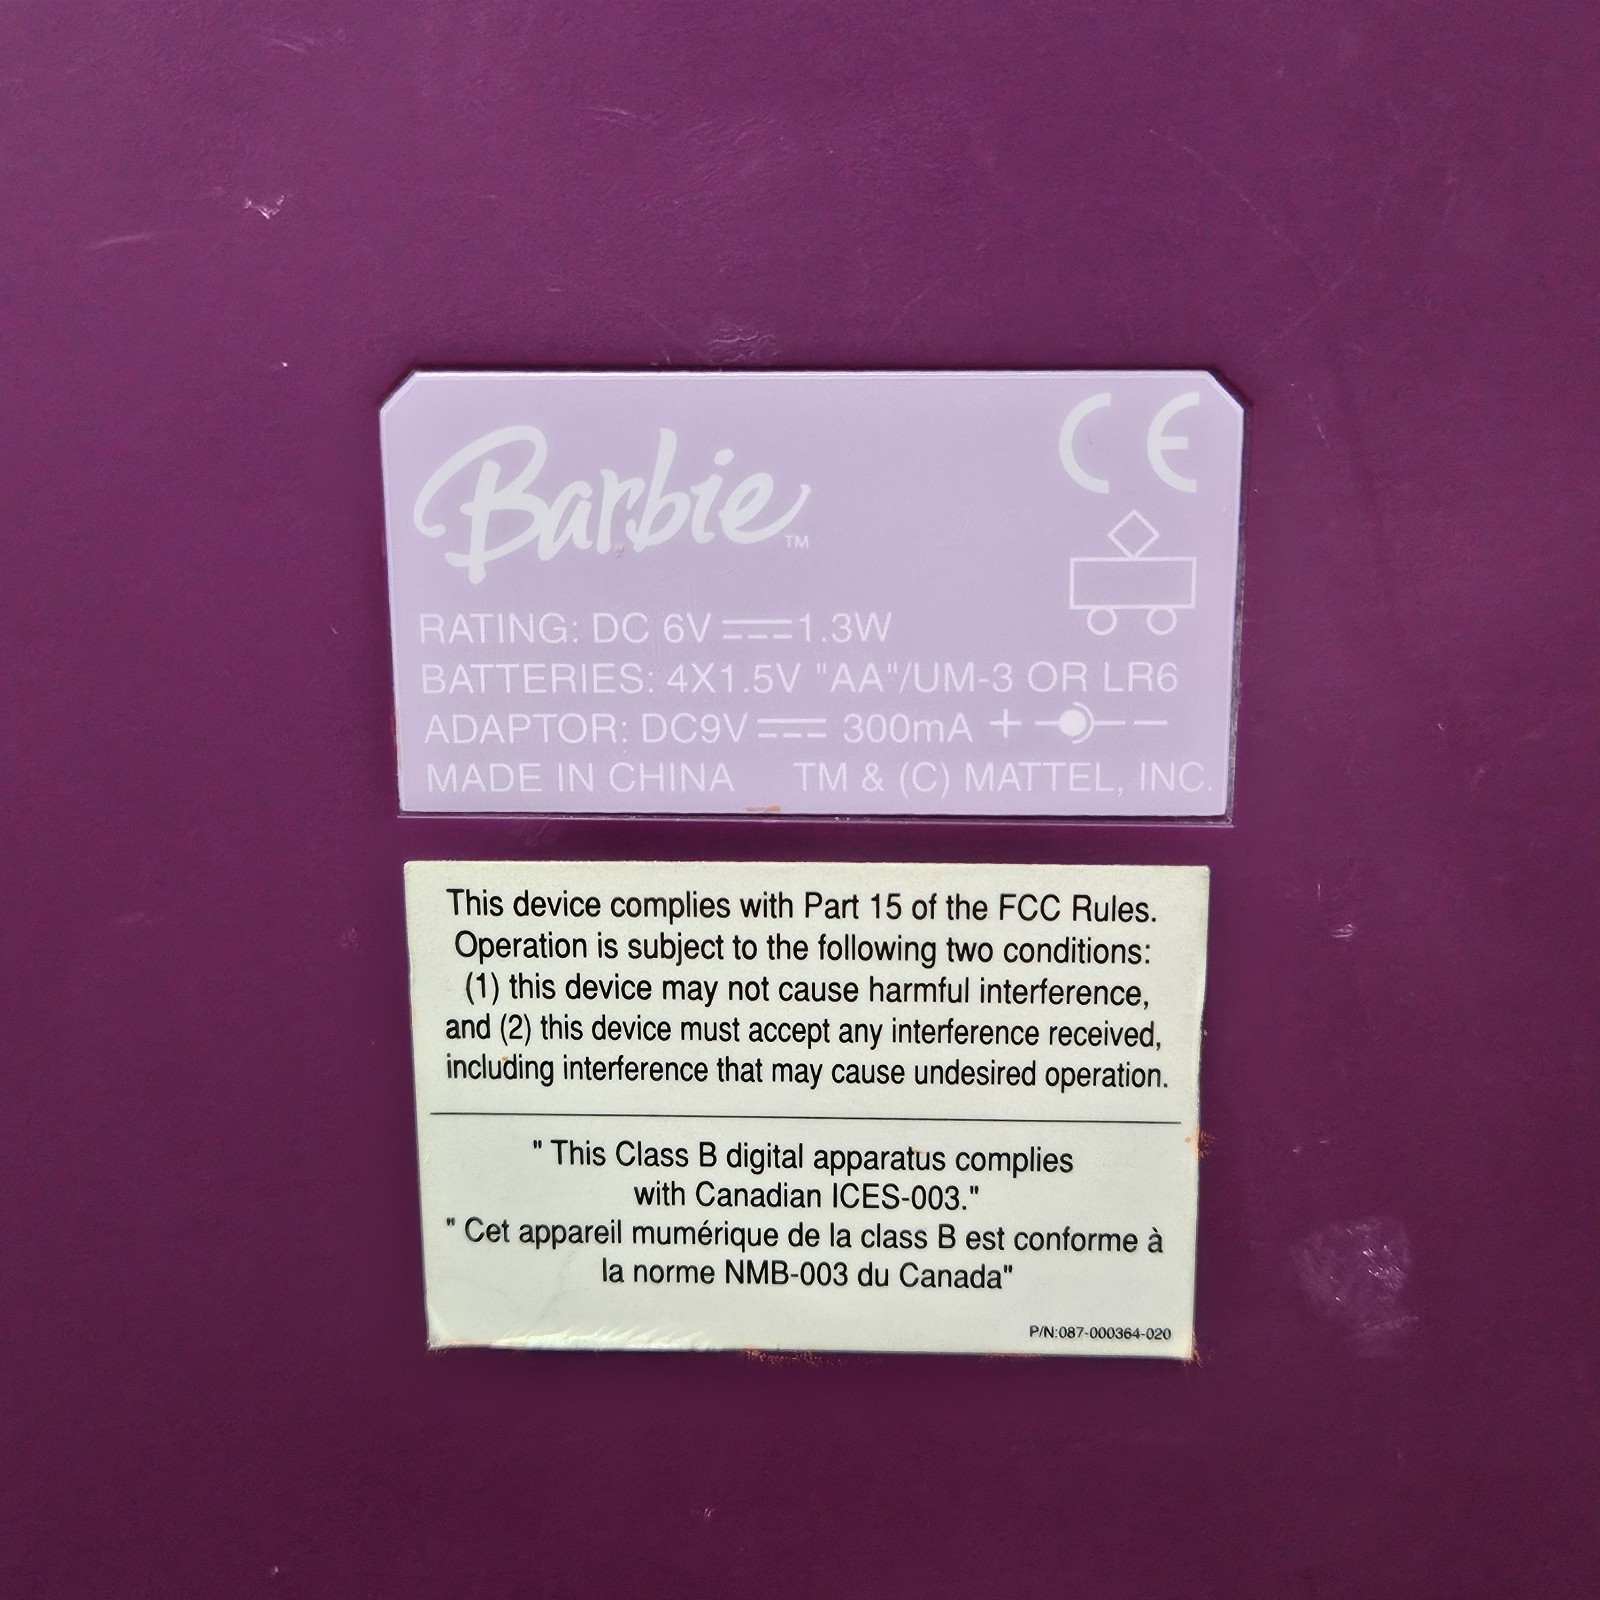 CE
Barbie™
RATING: DC 6V ⎓ 1.3W
BATTERIES: 4X1.5V "AA"/UM-3 OR LR6
ADAPTOR: DC9V ⎓ 300mA + −
MADE IN CHINA TM & (C) MATTEL, INC.
This device complies with Part 15 of the FCC Rules.
Operation is subject to the following two conditions:
(1) this device may not cause harmful interference,
and (2) this device must accept any interference received,
including interference that may cause undesired operation.
" This Class B digital apparatus complies
with Canadian ICES-003."
" Cet appareil mumérique de la class B est conforme à
la norme NMB-003 du Canada"
P/N:087-000364-020